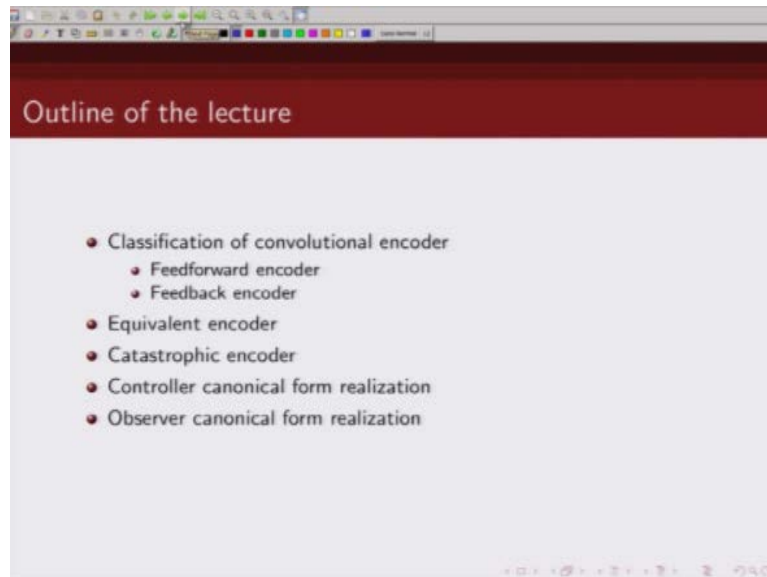 Outline of the lecture
Classification of convolutional encoder
Feedforward encoder
Feedback encoder
Equivalent encoder
Catastrophic encoder
Controller canonical form realization
Observer canonical form realization